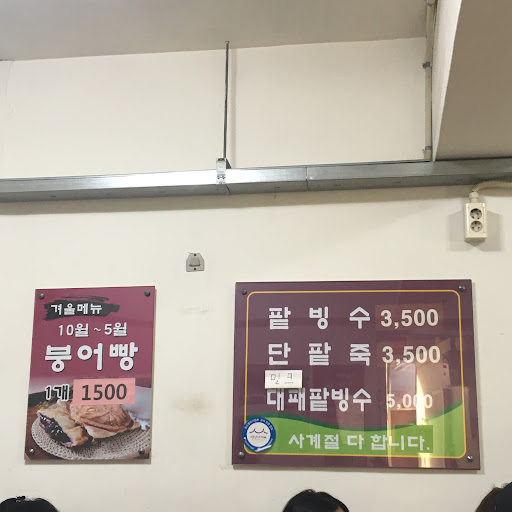 겨울메뉴
10월~5월
붕어빵
1개 1500
팥빙수 3,500
단팥죽 3,500
밀크
대패팥빙수 5,000
사계절 다 합니다.